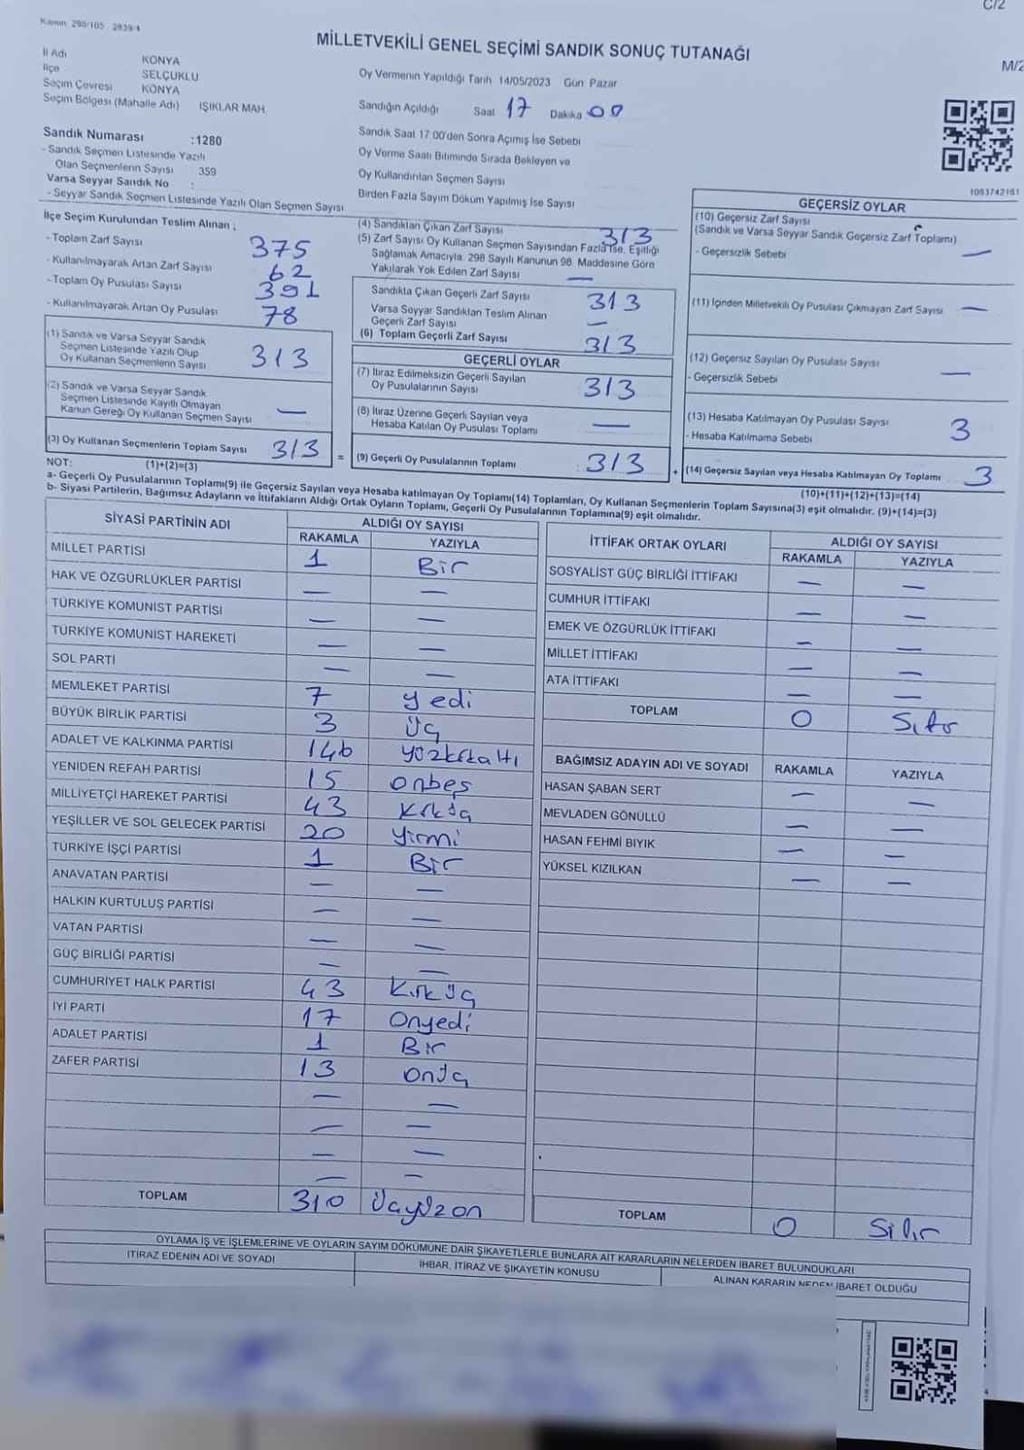 C/2
Kanun: 298/105 - 2839/4
MİLLETVEKİLİ GENEL SEÇİMİ SANDIK SONUÇ TUTANAĞI
M/2
İl Adı KONYA
İlçe SELÇUKLU
Seçim Çevresi KONYA
Seçim Bölgesi (Mahalle Adı) IŞIKLAR MAH.
Oy Vermenin Yapıldığı Tarih 14/05/2023 Gün Pazar
Sandığın Açıldığı Saat 17 Dakika 00
Sandık Numarası :1280
- Sandık Seçmen Listesinde Yazılı
Olan Seçmenlerin Sayısı 359
Varsa Seyyar Sandık No :
- Seyyar Sandık Seçmen Listesinde Yazılı Olan Seçmen Sayısı
Sandık Saat 17:00'den Sonra Açımış İse Sebebi
Oy Verme Saati Bitiminde Sırada Bekleyen ve
Oy Kullandırılan Seçmen Sayısı
Birden Fazla Sayım Döküm Yapılmış İse Sayısı
İlçe Seçim Kurulundan Teslim Alınan ;
- Toplam Zarf Sayısı 375
- Kullanılmayarak Artan Zarf Sayısı 62
- Toplam Oy Pusulası Sayısı 391
- Kullanılmayarak Artan Oy Pusulası 78
(1) Sandık ve Varsa Seyyar Sandık
Seçmen Listesinde Yazılı Olup
Oy Kullanan Seçmenlerin Sayısı 313
(2) Sandık ve Varsa Seyyar Sandık
Seçmen Listesinde Kayıtlı Olmayan
Kanun Gereği Oy Kullanan Seçmen Sayısı —
(3) Oy Kullanan Seçmenlerin Toplam Sayısı 313 =
(1)+(2)=(3)
(4) Sandıktan Çıkan Zarf Sayısı 313
(5) Zarf Sayısı Oy Kullanan Seçmen Sayısından Fazla İse, Eşitliği
Sağlamak Amacıyla, 298 Sayılı Kanunun 98. Maddesine Göre
Yakılarak Yok Edilen Zarf Sayısı —
Sandıkta Çıkan Geçerli Zarf Sayısı 313
Varsa Seyyar Sandıktan Teslim Alınan
Geçerli Zarf Sayısı —
(6) Toplam Geçerli Zarf Sayısı 313
GEÇERLİ OYLAR
(7) İtiraz Edilmeksizin Geçerli Sayılan
Oy Pusulalarının Sayısı 313
(8) İtiraz Üzerine Geçerli Sayılan veya
Hesaba Katılan Oy Pusulası Toplamı —
(9) Geçerli Oy Pusulalarının Toplamı : 313 +
1083742161
GEÇERSİZ OYLAR
(10) Geçersiz Zarf Sayısı
(Sandık ve Varsa Seyyar Sandık Geçersiz Zarf Toplamı)
- Geçersizlik Sebebi —
(11) İçinden Milletvekili Oy Pusulası Çıkmayan Zarf Sayısı —
(12) Geçersiz Sayılan Oy Pusulası Sayısı
- Geçersizlik Sebebi —
(13) Hesaba Katılmayan Oy Pusulası Sayısı 3
- Hesaba Katılmama Sebebi
(14) Geçersiz Sayılan veya Hesaba Katılmayan Oy Toplamı 3
(10)+(11)+(12)+(13)=(14)
NOT:
a- Geçerli Oy Pusulalarının Toplamı(9) ile Geçersiz Sayılan veya Hesaba katılmayan Oy Toplamı(14) Toplamları, Oy Kullanan Seçmenlerin Toplam Sayısına(3) eşit olmalıdır. (9)+(14)=(3)
b- Siyasi Partilerin, Bağımsız Adayların ve İttifakların Aldığı Ortak Oyların Toplamı, Geçerli Oy Pusulalarının Toplamına(9) eşit olmalıdır.
SİYASİ PARTİNİN ADI ALDIĞI OY SAYISI
RAKAMLA YAZIYLA
MİLLET PARTİSİ 1 Bir
HAK VE ÖZGÜRLÜKLER PARTİSİ — —
TÜRKİYE KOMÜNİST PARTİSİ — —
TÜRKİYE KOMÜNİST HAREKETİ — —
SOL PARTİ — —
MEMLEKET PARTİSİ 7 yedi
BÜYÜK BİRLİK PARTİSİ 3 Üç
ADALET VE KALKINMA PARTİSİ 146 yüzkırkaltı
YENİDEN REFAH PARTİSİ 15 onbeş
MİLLİYETÇİ HAREKET PARTİSİ 43 Kırküç
YEŞİLLER VE SOL GELECEK PARTİSİ 20 yirmi
TÜRKİYE İŞÇİ PARTİSİ 1 Bir
ANAVATAN PARTİSİ — —
HALKIN KURTULUŞ PARTİSİ — —
VATAN PARTİSİ — —
GÜÇ BİRLİĞİ PARTİSİ — —
CUMHURİYET HALK PARTİSİ 43 Kırküç
İYİ PARTİ 17 Onyedi
ADALET PARTİSİ 1 Bir
ZAFER PARTİSİ 13 onüç
— —
— —
— —
— —
TOPLAM 310 Üçyüzon
İTTİFAK ORTAK OYLARI ALDIĞI OY SAYISI
RAKAMLA YAZIYLA
SOSYALİST GÜÇ BİRLİĞİ İTTİFAKI — —
CUMHUR İTTİFAKI — —
EMEK VE ÖZGÜRLÜK İTTİFAKI — —
MİLLET İTTİFAKI — —
ATA İTTİFAKI — —
TOPLAM 0 Sıfır
BAĞIMSIZ ADAYIN ADI VE SOYADI RAKAMLA YAZIYLA
HASAN ŞABAN SERT — —
MEVLADEN GÖNÜLLÜ — —
HASAN FEHMİ BIYIK — —
YÜKSEL KIZILKAN — —
TOPLAM 0 Sıfır
OYLAMA İŞ VE İŞLEMLERİNE VE OYLARIN SAYIM DÖKÜMÜNE DAİR ŞİKAYETLERLE BUNLARA AİT KARARLARIN NELERDEN İBARET BULUNDUKLARI
İTİRAZ EDENİN ADI VE SOYADI İHBAR, İTİRAZ VE ŞİKAYETİN KONUSU ALINAN KARARIN NEDEN İBARET OLDUĞU